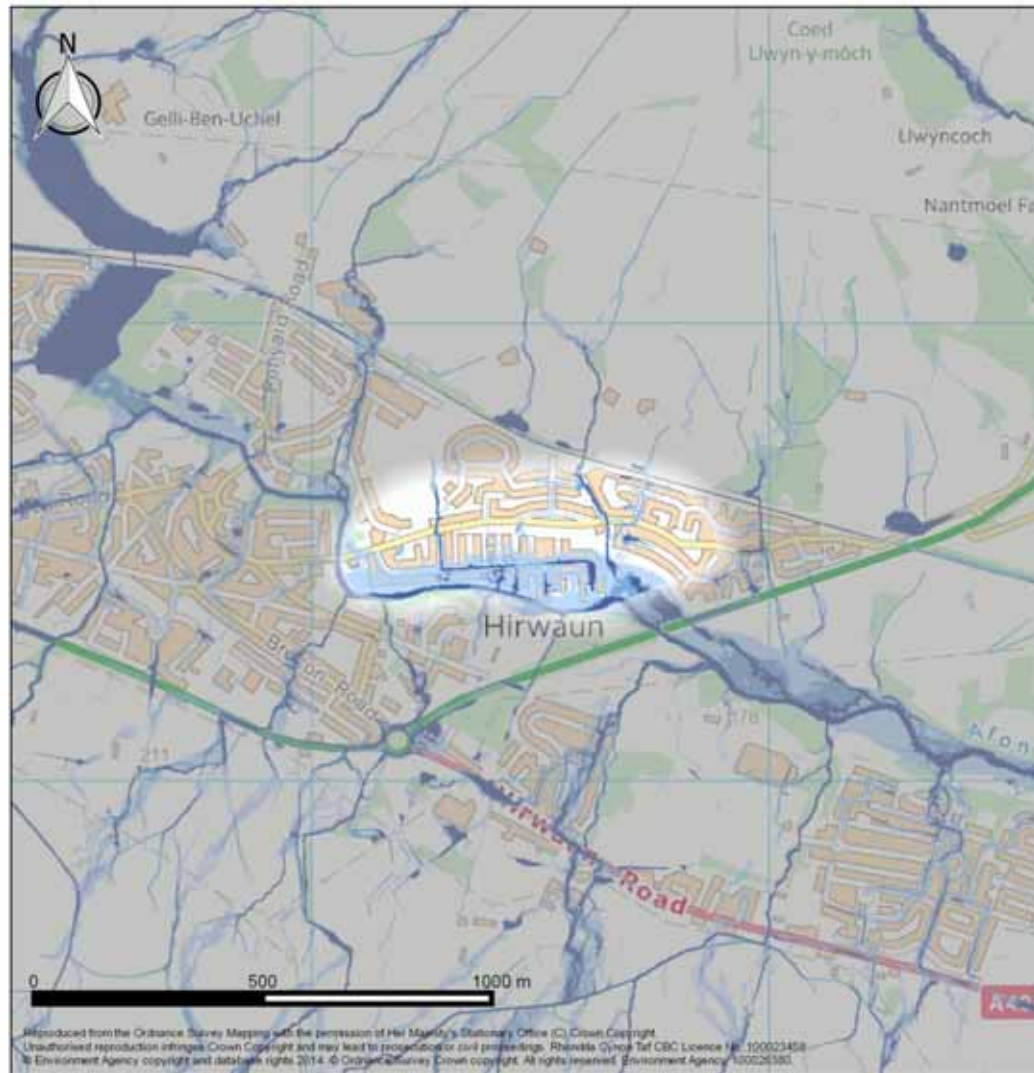 N
Coed
Llwyn-y-môch
Gelli-Ben-Uchel
Llwyncoch
Nantmoel Fa
Penyard Road
Hirwaun
Brecon Road
211
178
Afon
Hirwaun Road
0 500 1000 m
Reproduced from the Ordnance Survey Mapping with the permission of Her Majesty's Stationary Office (C) Crown Copyright.
Unauthorised reproduction infringes Crown Copyright and may lead to prosecution or civil proceedings. Rhondda Cynon Taf CBC Licence No. 100023458
© Environment Agency copyright and database rights 2014. © Ordnance Survey Crown copyright. All rights reserved. Environment Agency, 100026380.